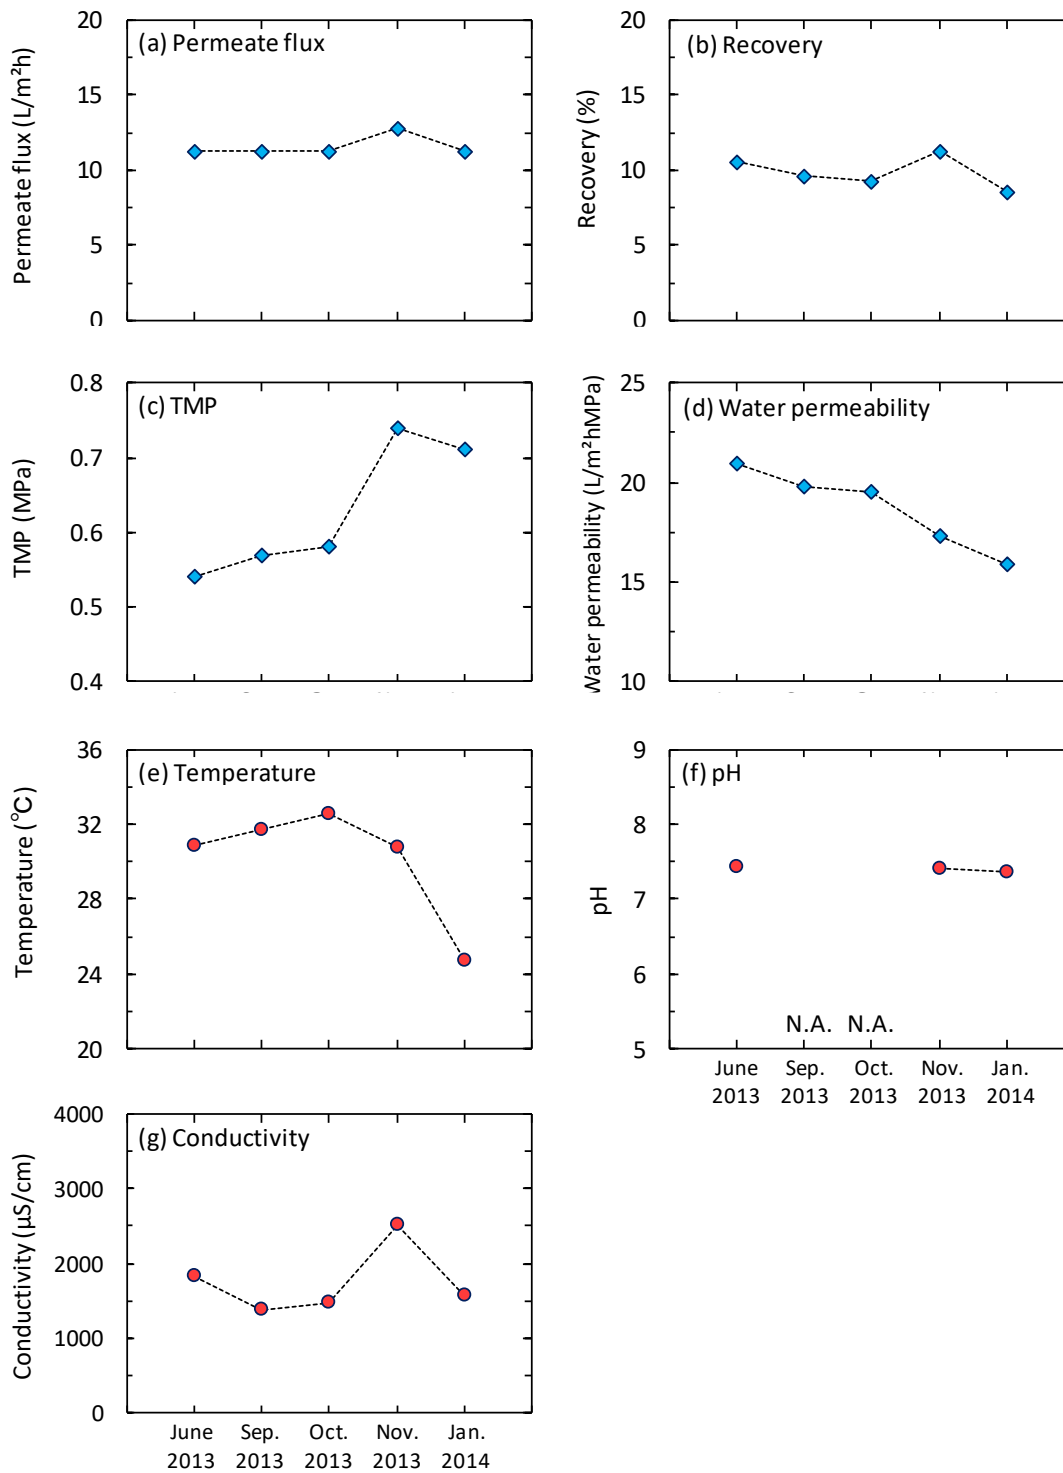 (a) Permeate flux
Permeate flux (L/m²h)
20
15
10
5
0
(b) Recovery
Recovery (%)
20
15
10
5
0
(c) TMP
TMP (MPa)
0.8
0.7
0.6
0.5
0.4
(d) Water permeability
Water permeability (L/m²hMPa)
25
20
15
10
(e) Temperature
Temperature (℃)
36
32
28
24
20
(f) pH
pH
9
8
7
6
5
N.A. N.A.
June Sep. Oct. Nov. Jan.
2013 2013 2013 2013 2014
(g) Conductivity
Conductivity (µS/cm)
4000
3000
2000
1000
0
June Sep. Oct. Nov. Jan.
2013 2013 2013 2013 2014